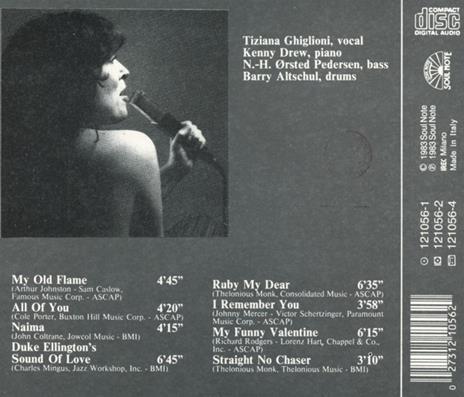 Tiziana Ghiglioni, vocal
Kenny Drew, piano
N.-H. Ørsted Pedersen, bass
Barry Altschul, drums
My Old Flame 4'45"
(Arthur Johnston - Sam Caslow,
Famous Music Corp. - ASCAP)
All Of You 4'20"
(Cole Porter, Buxton Hill Music Corp. - ASCAP)
Naima 4'15"
(John Coltrane, Jowcol Music - BMI)
Duke Ellington's
Sound Of Love 6'45"
(Charles Mingus, Jazz Workshop, Inc. - BMI)
Ruby My Dear 6'35"
(Thelonious Monk, Consolidated Music - ASCAP)
I Remember You 3'58"
(Johnny Mercer - Victor Schertzinger, Paramount
Music Corp. - ASCAP)
My Funny Valentine 6'15"
(Richard Rodgers - Lorenz Hart, Chappel & Co.,
Inc. - ASCAP)
Straight No Chaser 3'10"
(Thelonious Monk, Thelonious Music - BMI)
COMPACT
disc
DIGITAL AUDIO
SOUL NOTE
© 1983 Soul Note
℗ 1983 Soul Note
IREC Milano
Made in Italy
121056-1
121056-2
121056-4
0 27312 10562